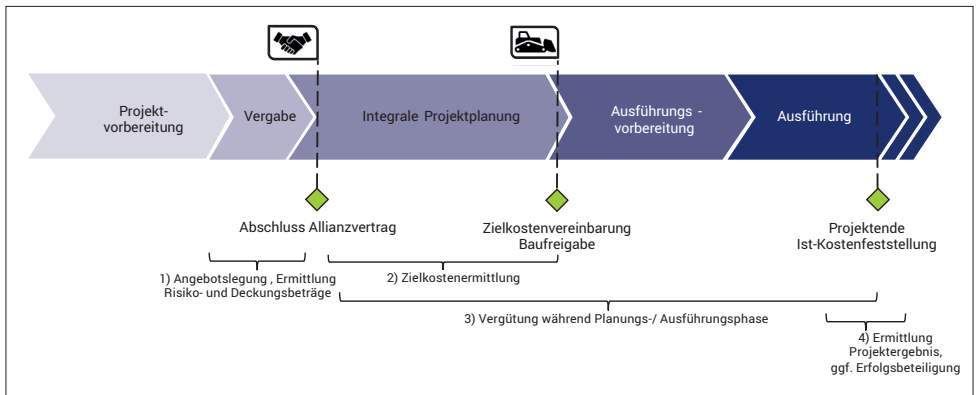 Projekt-
vorbereitung
Vergabe
Integrale Projektplanung
Ausführungs -
vorbereitung
Ausführung
Abschluss Allianzvertrag
Zielkostenvereinbarung
Baufreigabe
Projektende
Ist-Kostenfeststellung
1) Angebotslegung , Ermittlung
Risiko- und Deckungsbeträge
2) Zielkostenermittlung
3) Vergütung während Planungs-/ Ausführungsphase
4) Ermittlung
Projektergebnis,
ggf. Erfolgsbeteiligung